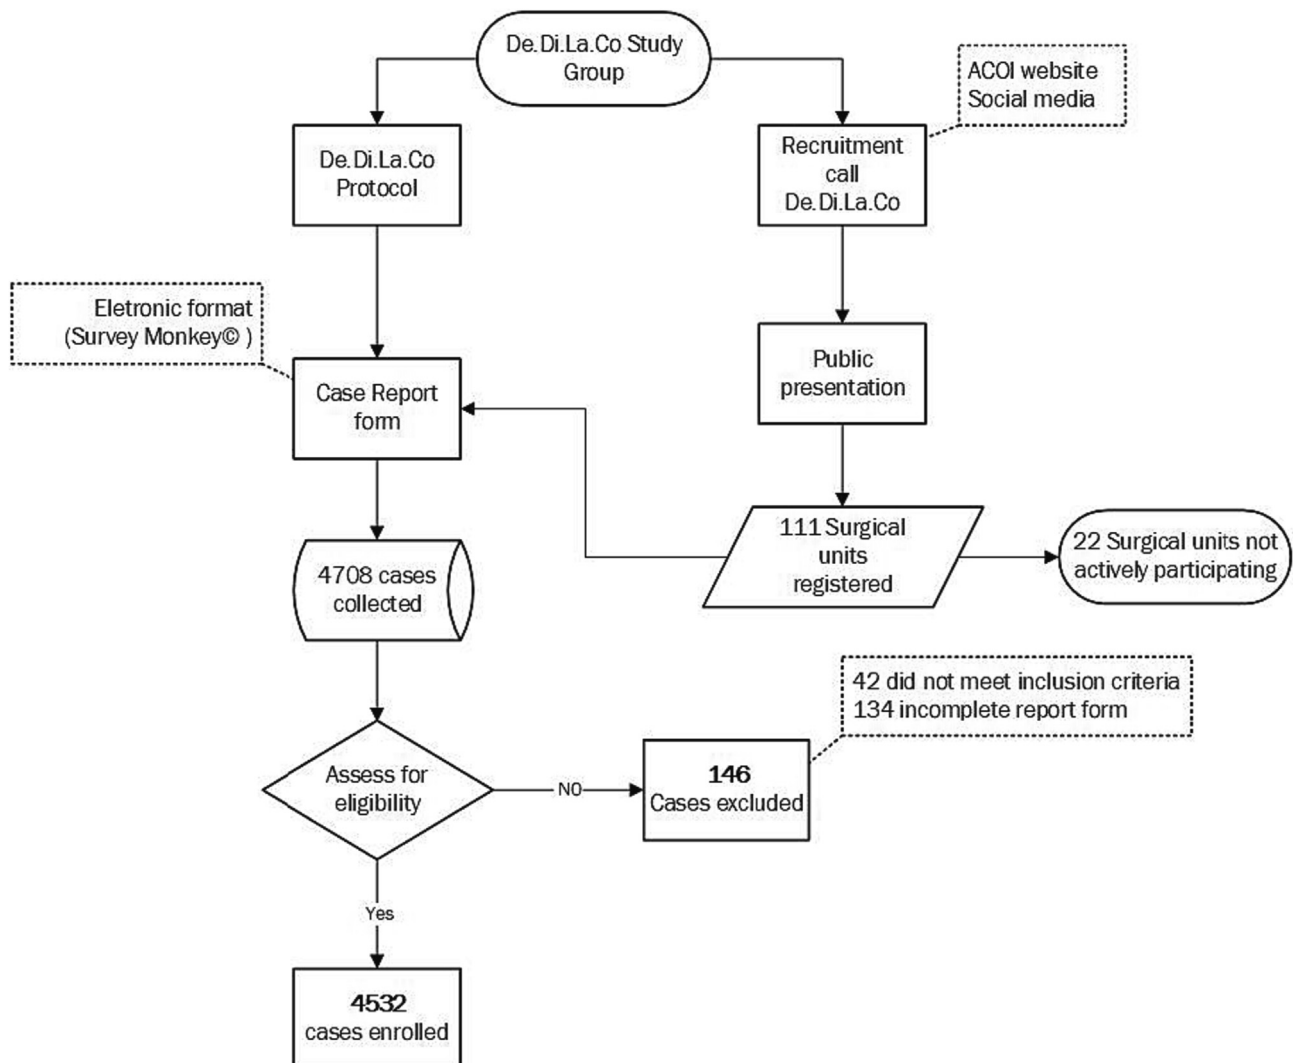 De.Di.La.Co Study
Group
ACOI website
Social media
De.Di.La.Co
Protocol
Recruitment
call
De.Di.La.Co
Eletronic format
(Survey Monkey© )
Public
presentation
Case Report
form
111 Surgical
units
registered
22 Surgical units not
actively participating
4708 cases
collected
42 did not meet inclusion criteria
134 incomplete report form
Assess for
eligibility
NO
146
Cases excluded
Yes
4532
cases enrolled